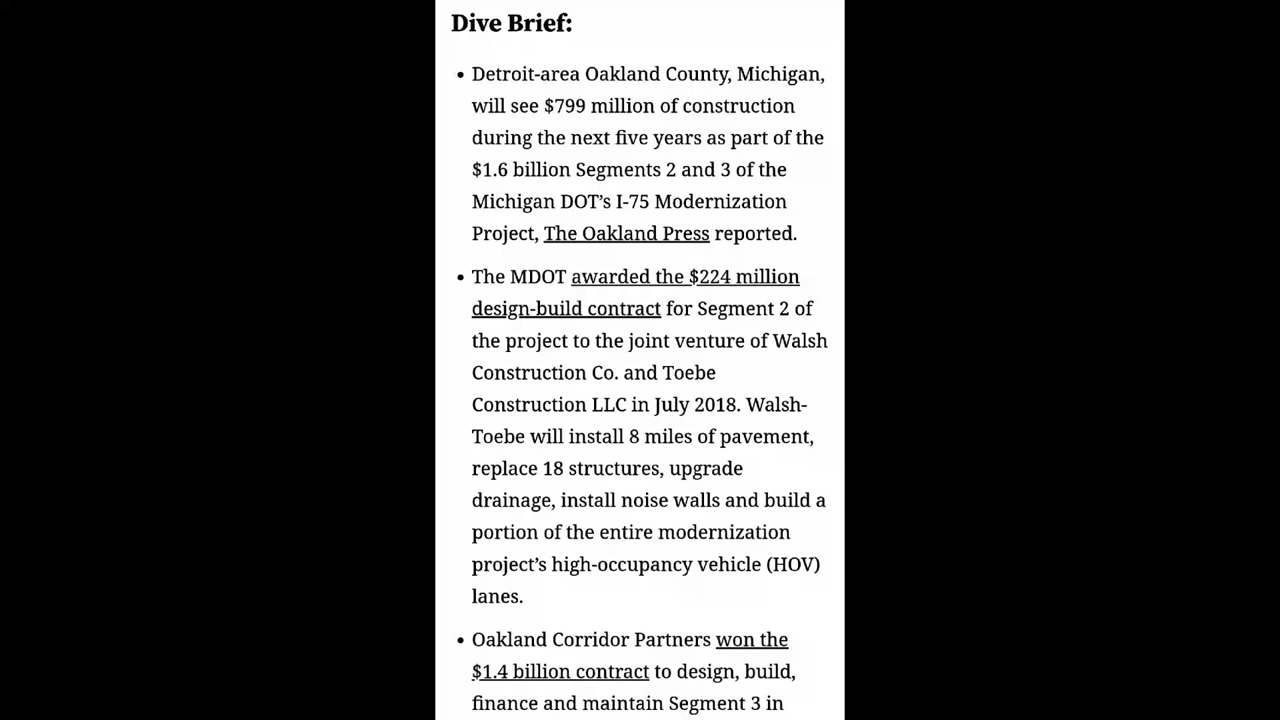 Dive Brief:
• Detroit-area Oakland County, Michigan,
will see $799 million of construction
during the next five years as part of the
$1.6 billion Segments 2 and 3 of the
Michigan DOT’s I-75 Modernization
Project, The Oakland Press reported.
• The MDOT awarded the $224 million
design-build contract for Segment 2 of
the project to the joint venture of Walsh
Construction Co. and Toebe
Construction LLC in July 2018. Walsh-
Toebe will install 8 miles of pavement,
replace 18 structures, upgrade
drainage, install noise walls and build a
portion of the entire modernization
project’s high-occupancy vehicle (HOV)
lanes.
• Oakland Corridor Partners won the
$1.4 billion contract to design, build,
finance and maintain Segment 3 in